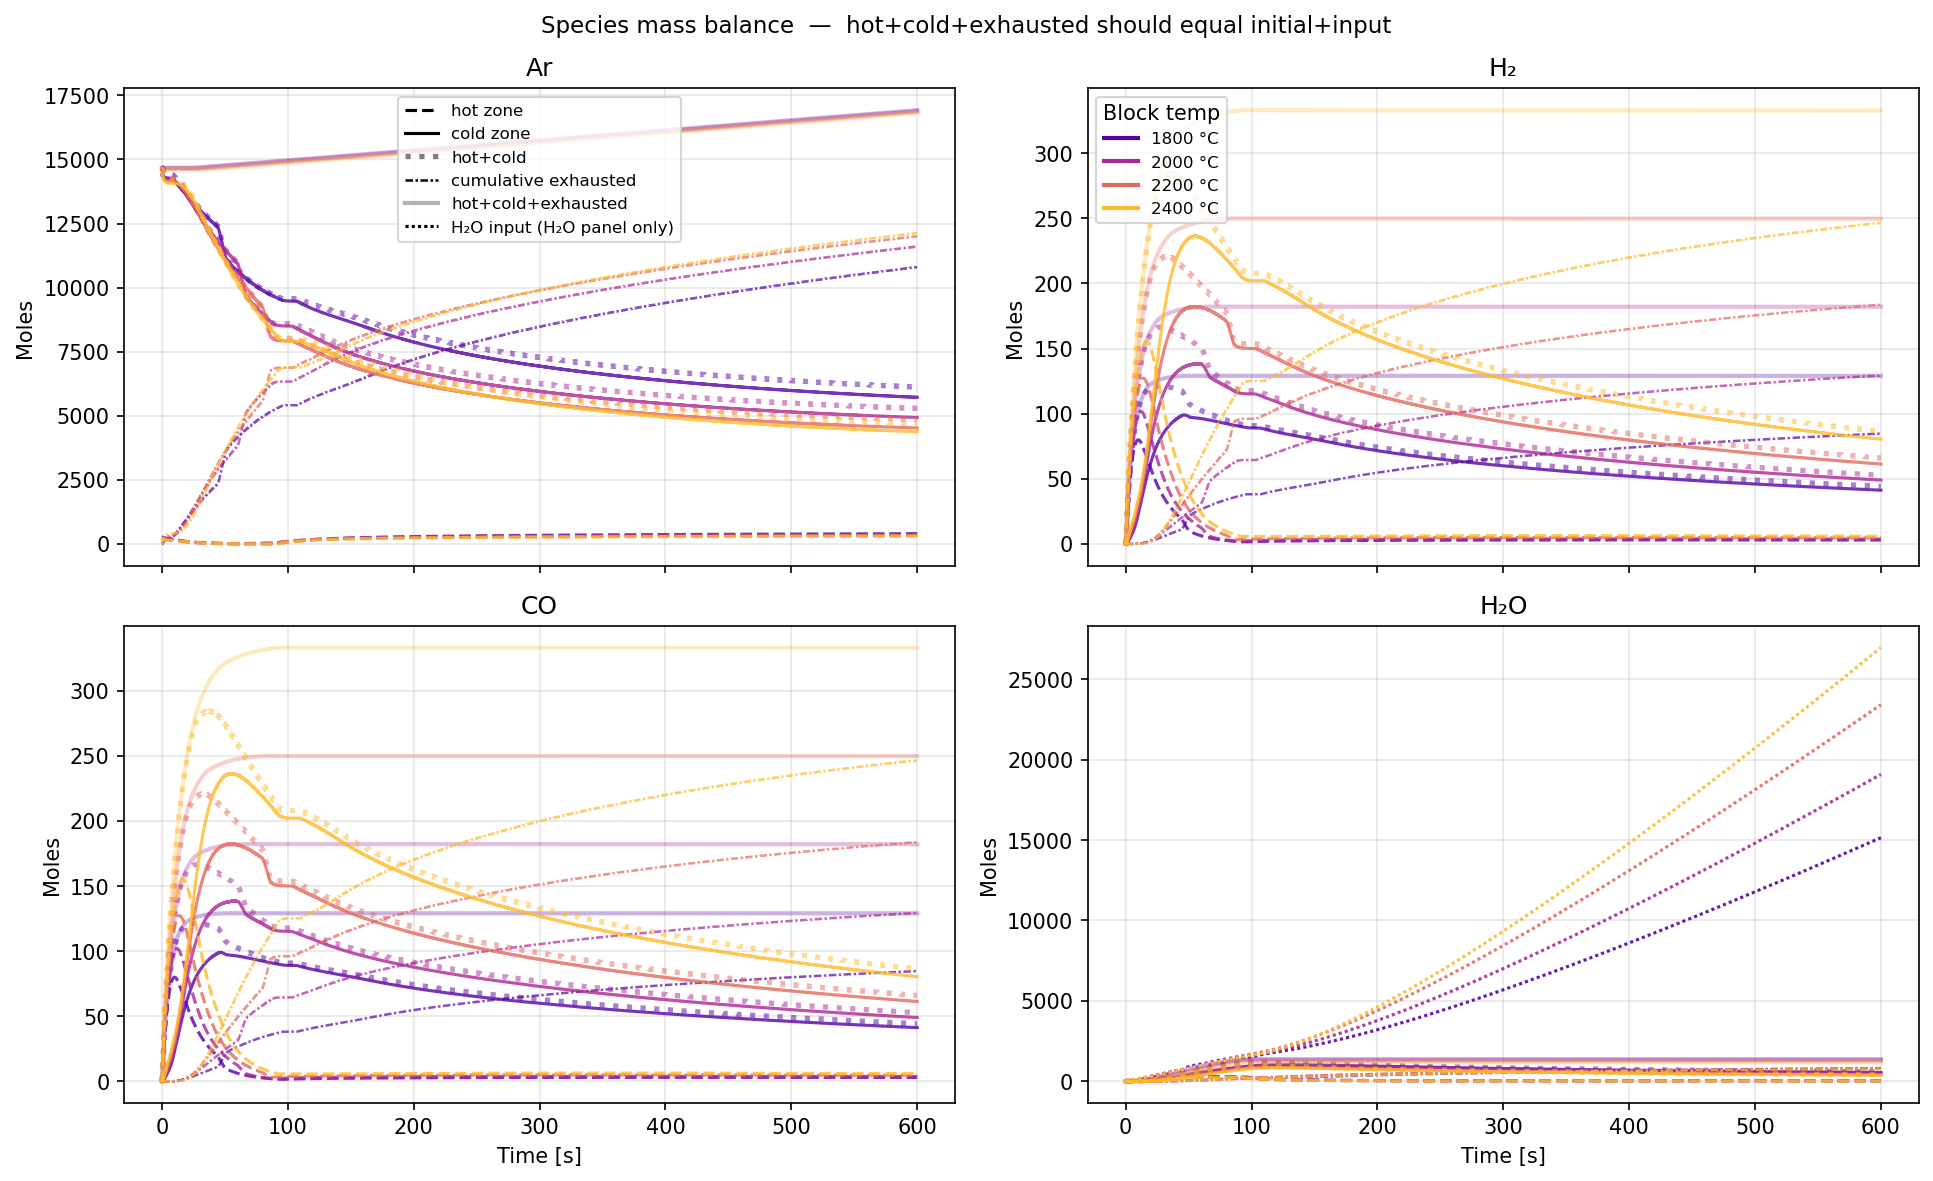 Species mass balance — hot+cold+exhausted should equal initial+input
Ar
17500
15000
12500
10000
7500
5000
2500
0
Moles
hot zone
cold zone
hot+cold
cumulative exhausted
hot+cold+exhausted
H₂O input (H₂O panel only)
H₂
300
250
200
150
100
50
0
Moles
Block temp
1800 °C
2000 °C
2200 °C
2400 °C
CO
300
250
200
150
100
50
0
Moles
0 100 200 300 400 500 600
Time [s]
H₂O
25000
20000
15000
10000
5000
0
Moles
0 100 200 300 400 500 600
Time [s]